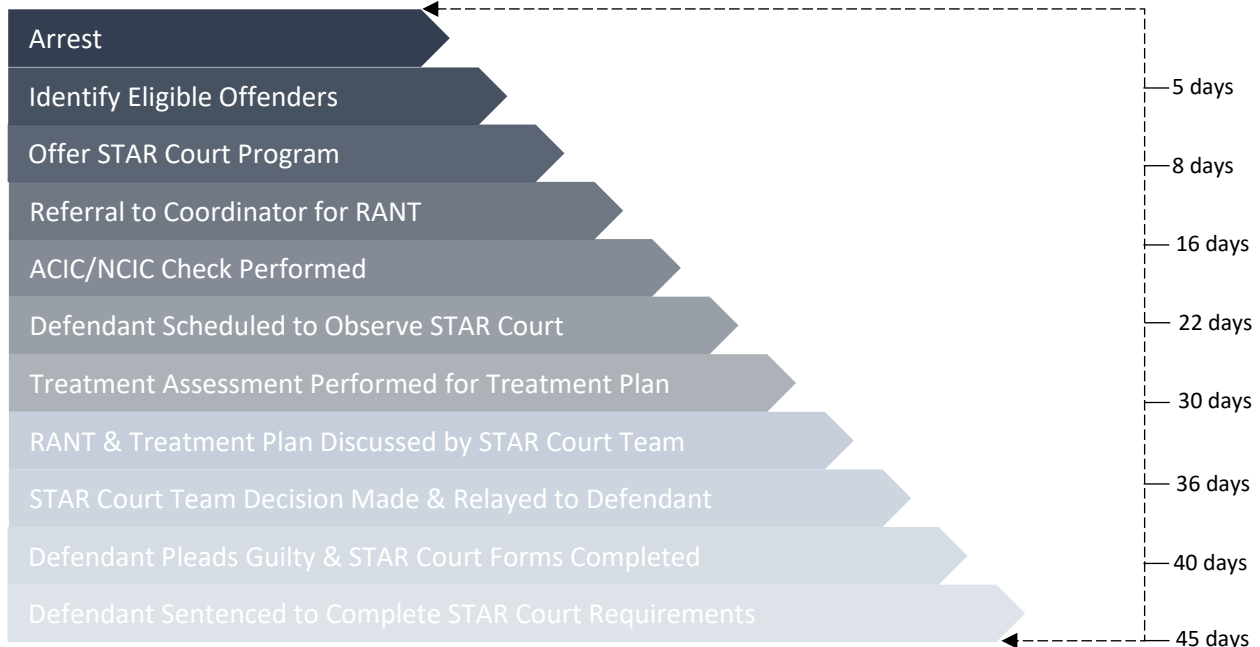 Arrest
Identify Eligible Offenders
Offer STAR Court Program
Referral to Coordinator for RANT
ACIC/NCIC Check Performed
Defendant Scheduled to Observe STAR Court
Treatment Assessment Performed for Treatment Plan
RANT & Treatment Plan Discussed by STAR Court Team
STAR Court Team Decision Made & Relayed to Defendant
Defendant Pleads Guilty & STAR Court Forms Completed
Defendant Sentenced to Complete STAR Court Requirements
5 days
8 days
16 days
22 days
30 days
36 days
40 days
45 days